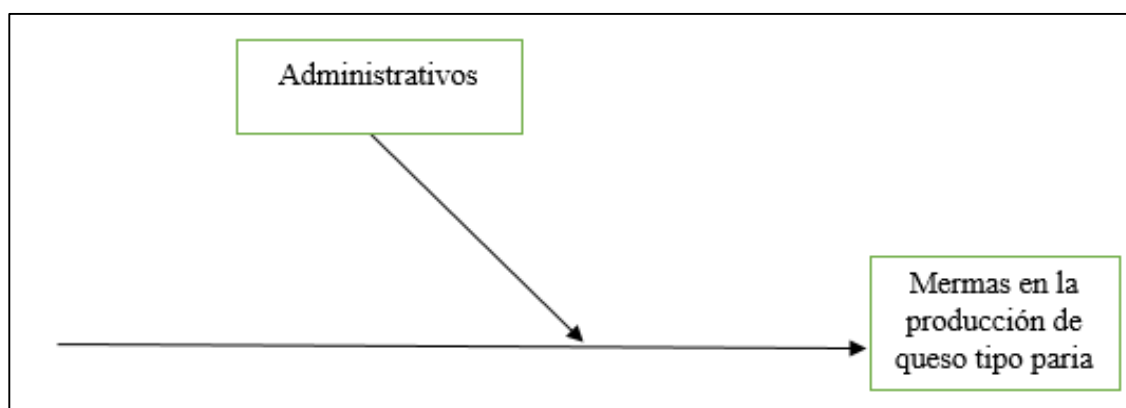 Administrativos
Mermas en la
producción de
queso tipo paria